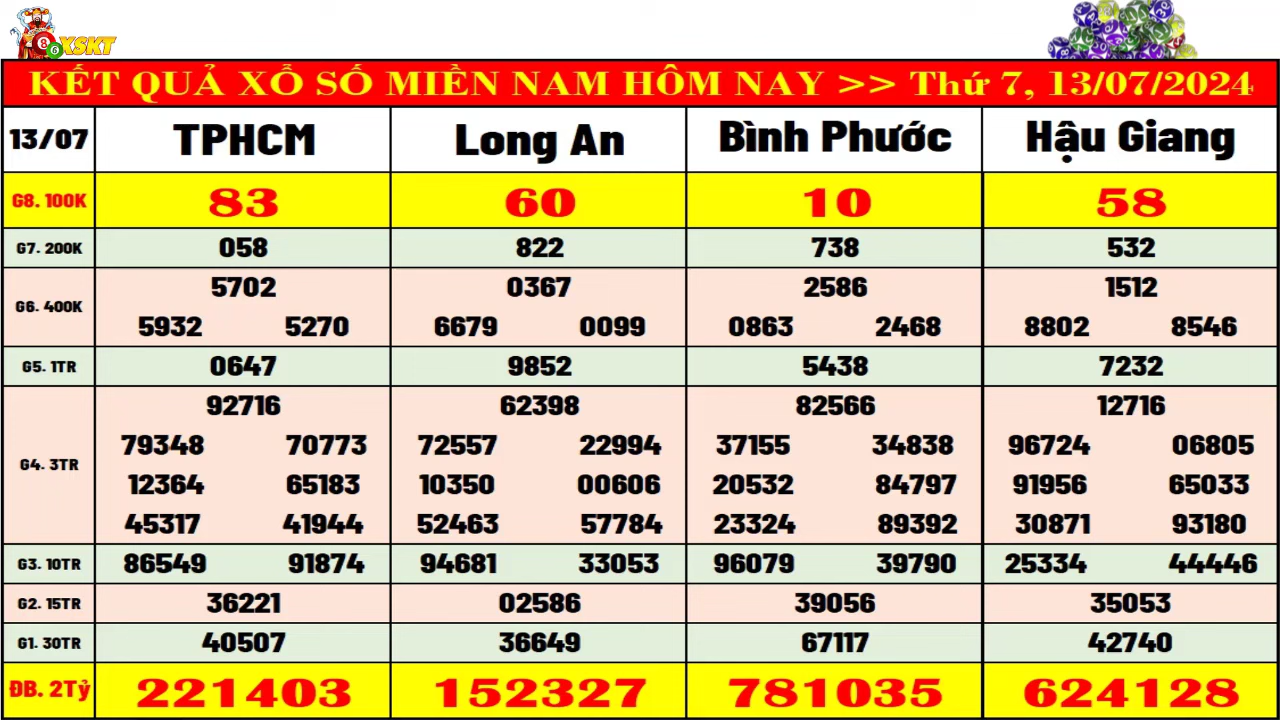 XSKT
KẾT QUẢ XỔ SỐ MIỀN NAM HÔM NAY >> Thứ 7, 13/07/2024
13/07 TPHCM Long An Bình Phước Hậu Giang
G8. 100K 83 60 10 58
G7. 200K 058 822 738 532
5702 0367 2586 1512
G6. 400K
5932 5270 6679 0099 0863 2468 8802 8546
G5. 1TR 0647 9852 5438 7232
92716 62398 82566 12716
79348 70773 72557 22994 37155 34838 96724 06805
G4. 3TR
12364 65183 10350 00606 20532 84797 91956 65033
45317 41944 52463 57784 23324 89392 30871 93180
G3. 10TR 86549 91874 94681 33053 96079 39790 25334 44446
G2. 15TR 36221 02586 39056 35053
G1. 30TR 40507 36649 67117 42740
ĐB. 2Tỷ 221403 152327 781035 624128